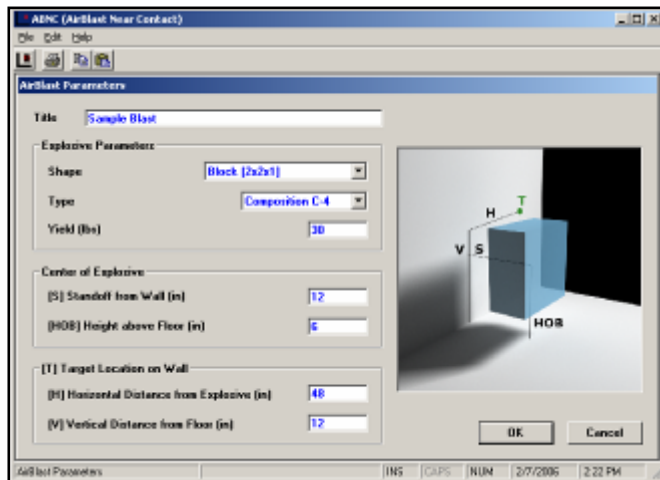 ABNC (AirBlast Near Contact)
File Edit Help
AirBlast Parameters
Title Sample Blast
Explosive Parameters
Shape Block (2x2x1)
Type Composition C-4
Yield (lbs) 30
Center of Explosive
[S] Standoff from Wall (in) 12
[HOB] Height above Floor (in) 6
[T] Target Location on Wall
[H] Horizontal Distance from Explosive (in) 48
[V] Vertical Distance from Floor (in) 12
T
H
V S
HOB
OK Cancel
AirBlast Parameters INS CAPS NUM 2/7/2006 2:22 PM